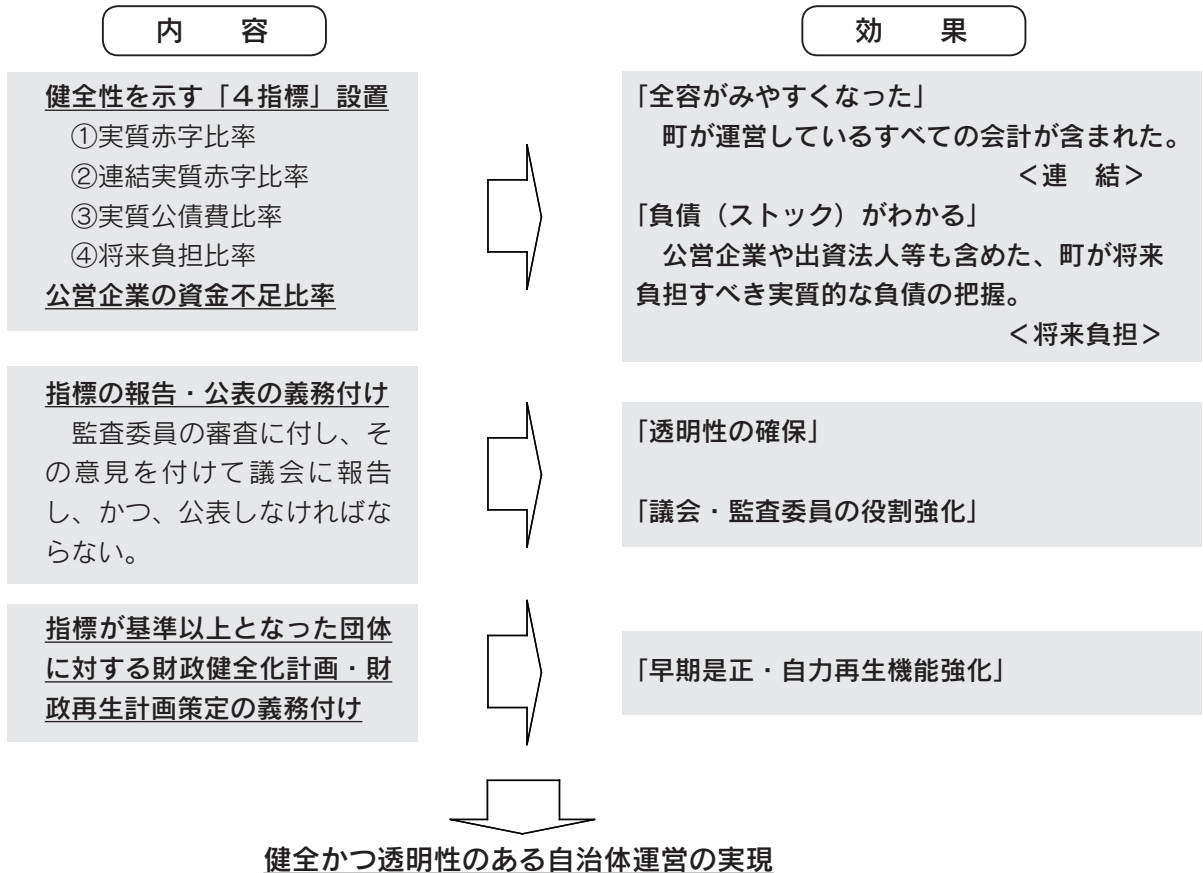 内　容
効　果
健全性を示す「４指標」設置
①実質赤字比率
②連結実質赤字比率
③実質公債費比率
④将来負担比率
公営企業の資金不足比率
「全容がみやすくなった」
町が運営しているすべての会計が含まれた。
＜連　結＞
「負債（ストック）がわかる」
公営企業や出資法人等も含めた、町が将来
負担すべき実質的な負債の把握。
＜将来負担＞
指標の報告・公表の義務付け
監査委員の審査に付し、そ
の意見を付けて議会に報告
し、かつ、公表しなければな
らない。
「透明性の確保」
「議会・監査委員の役割強化」
指標が基準以上となった団体
に対する財政健全化計画・財
政再生計画策定の義務付け
「早期是正・自力再生機能強化」
健全かつ透明性のある自治体運営の実現